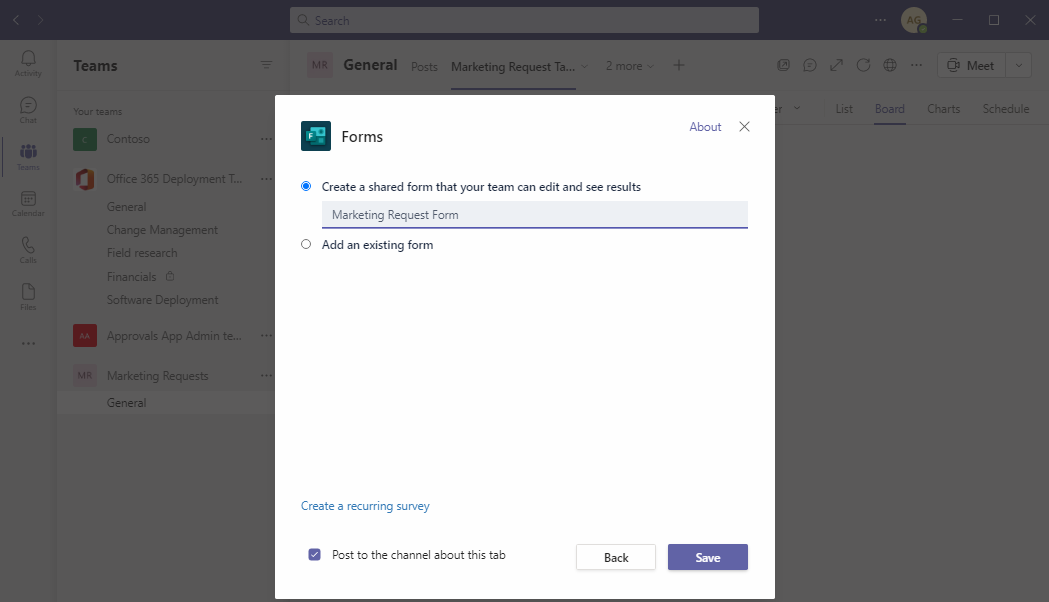 Search
AG
Activity
Chat
Teams
Calendar
Calls
Files
Teams
Your teams
C
Contoso
Office 365 Deployment T...
General
Change Management
Field research
Financials
Software Deployment
AA
Approvals App Admin te...
MR
Marketing Requests
General
MR
General
Posts
Marketing Request Ta...
2 more
Meet
er
List
Board
Charts
Schedule
F
Forms
About
Create a shared form that your team can edit and see results
Marketing Request Form
Add an existing form
Create a recurring survey
Post to the channel about this tab
Back
Save